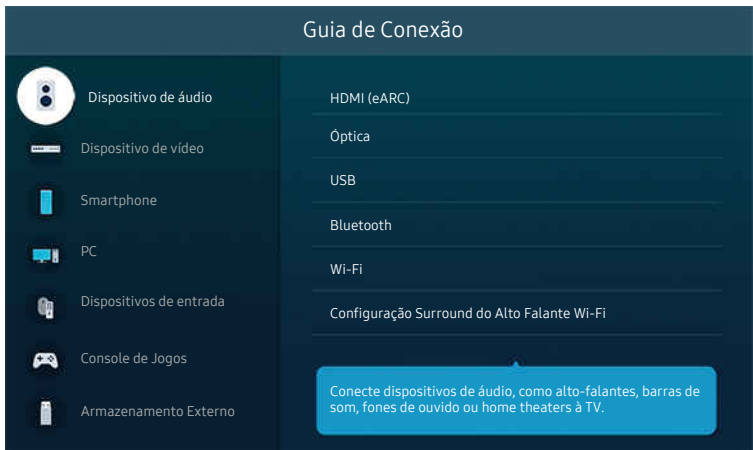 Guia de Conexão
Dispositivo de áudio
Dispositivo de vídeo
Smartphone
PC
Dispositivos de entrada
Console de Jogos
Armazenamento Externo
HDMI (eARC)
Óptica
USB
Bluetooth
Wi-Fi
Configuração Surround do Alto Falante Wi-Fi
Conecte dispositivos de áudio, como alto-falantes, barras de
som, fones de ouvido ou home theaters à TV.